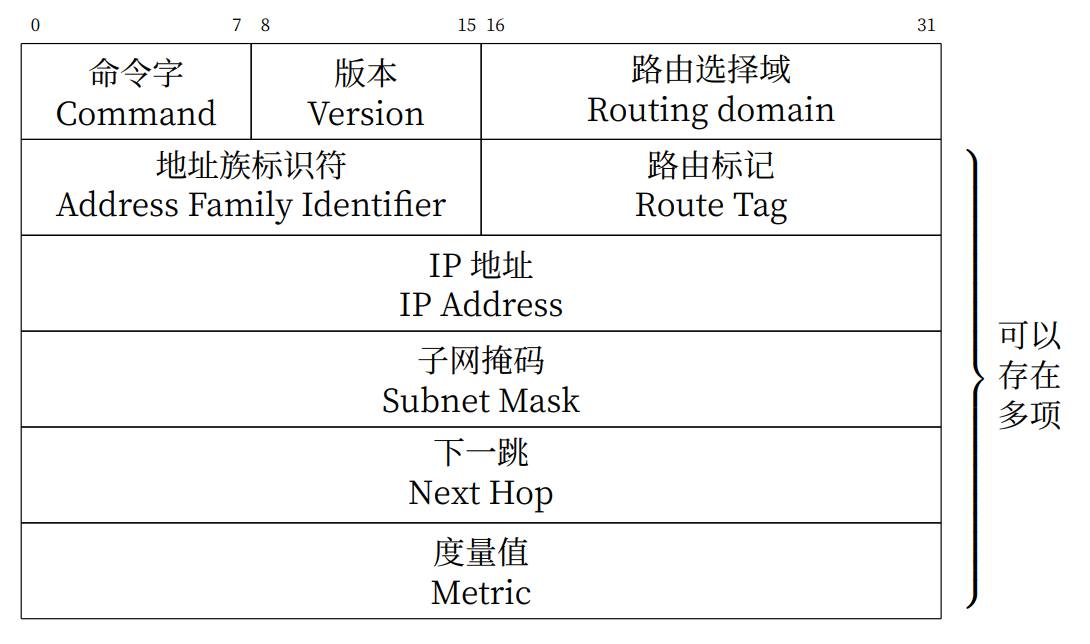 0 7 8 15 16 31
命令字
Command
版本
Version
路由选择域
Routing domain
地址族标识符
Address Family Identifier
路由标记
Route Tag
IP 地址
IP Address
子网掩码
Subnet Mask
下一跳
Next Hop
度量值
Metric
可以
存在
多项